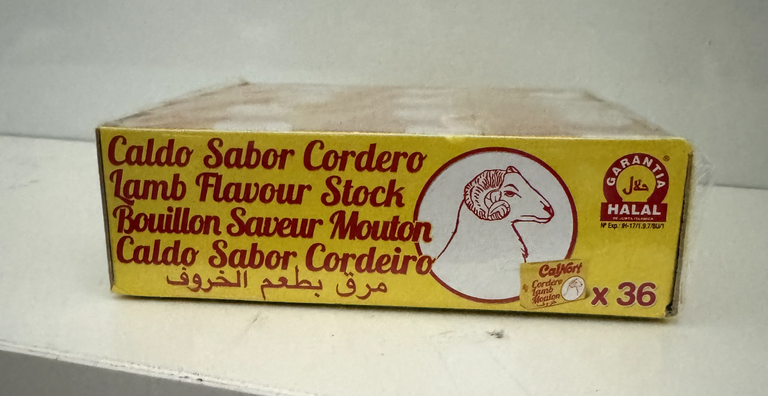 Caldo Sabor Cordero
Lamb Flavour Stock
Bouillon Saveur Mouton
Caldo Sabor Cordeiro
مرق بطعم الخروف
GARANTIA
حلال
HALAL
CalNort
Cordero
Lamb
Mouton
x 36